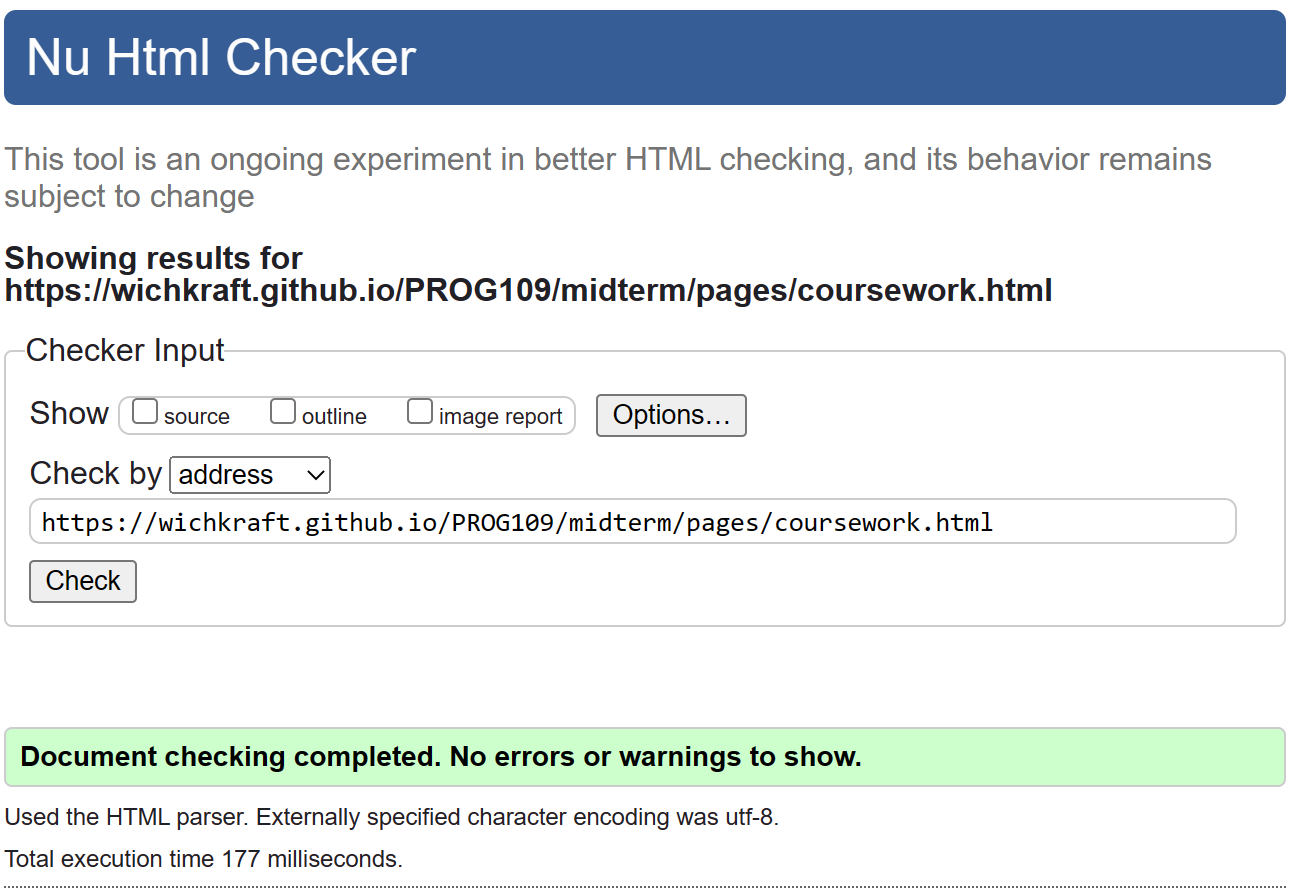 Nu Html Checker
This tool is an ongoing experiment in better HTML checking, and its behavior remains
subject to change
Showing results for
https://wichkraft.github.io/PROG109/midterm/pages/coursework.html
Checker Input
Show source outline image report Options…
Check by address
https://wichkraft.github.io/PROG109/midterm/pages/coursework.html
Check
Document checking completed. No errors or warnings to show.
Used the HTML parser. Externally specified character encoding was utf-8.
Total execution time 177 milliseconds.